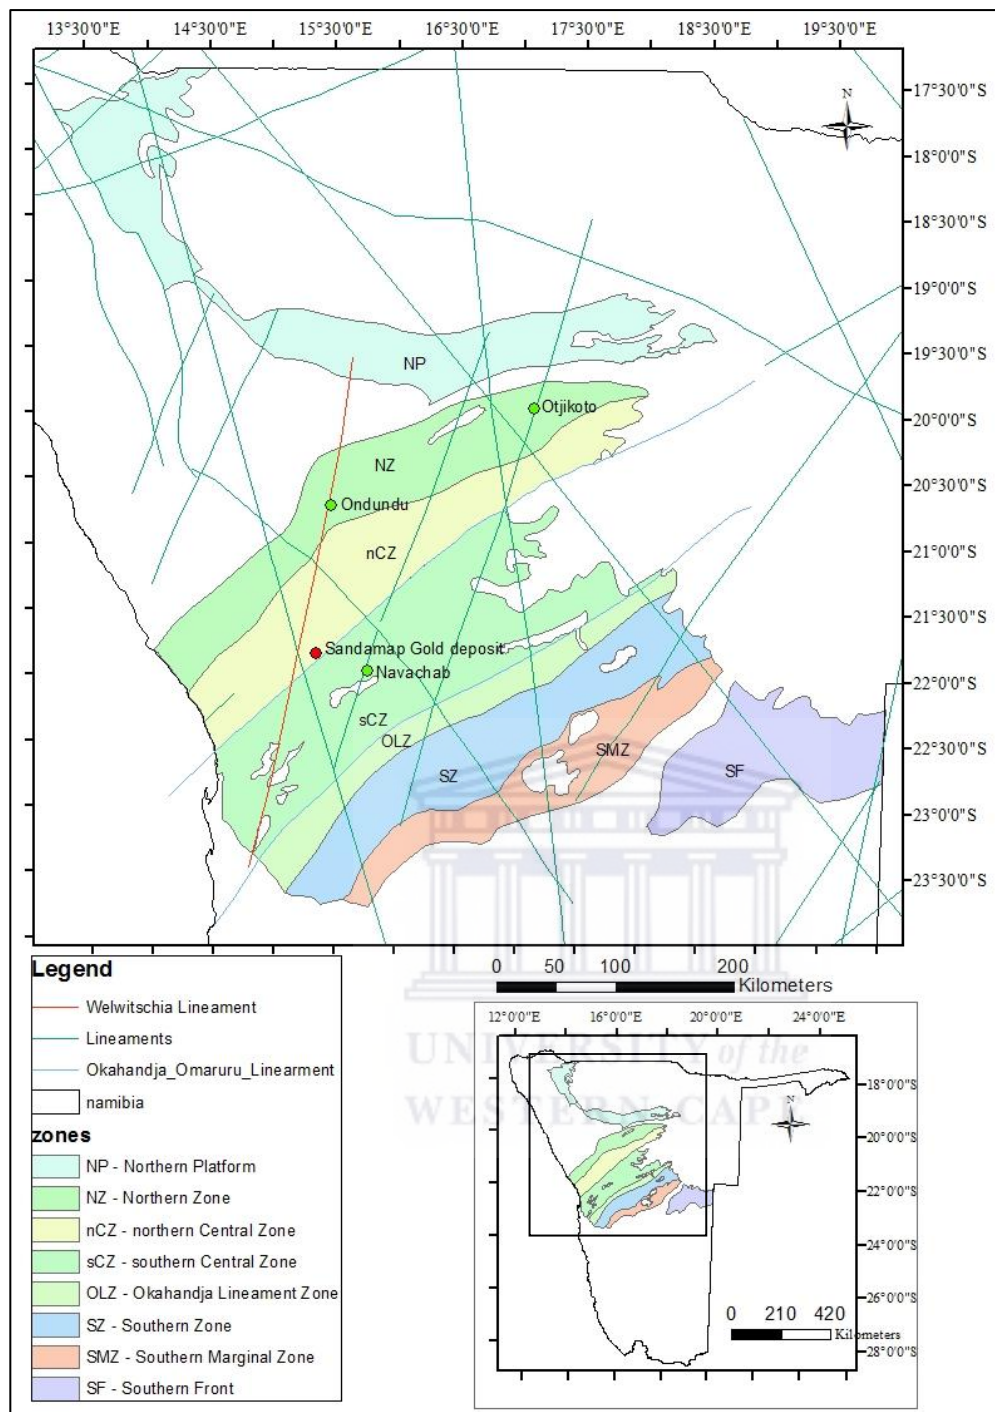 13°30'0"E 14°30'0"E 15°30'0"E 16°30'0"E 17°30'0"E 18°30'0"E 19°30'0"E
N
17°30'0"S
18°0'0"S
18°30'0"S
19°0'0"S
19°30'0"S
20°0'0"S
20°30'0"S
21°0'0"S
21°30'0"S
22°0'0"S
22°30'0"S
23°0'0"S
23°30'0"S
NP
Otjikoto
NZ
Ondundu
nCZ
Sandamap Gold deposit
Navachab
sCZ
OLZ
SZ
SMZ
SF
Legend
Welwitschia Lineament
Lineaments
Okahandja_Omaruru_Linearment
namibia
zones
NP - Northern Platform
NZ - Northern Zone
nCZ - northern Central Zone
sCZ - southern Central Zone
OLZ - Okahandja Lineament Zone
SZ - Southern Zone
SMZ - Southern Marginal Zone
SF - Southern Front
0 50 100 200
Kilometers
12°0'0"E 16°0'0"E 20°0'0"E 24°0'0"E
N
18°0'0"S
20°0'0"S
22°0'0"S
24°0'0"S
26°0'0"S
28°0'0"S
0 210 420
Kilometers
UNIVERSITY of the
WESTERN CAPE